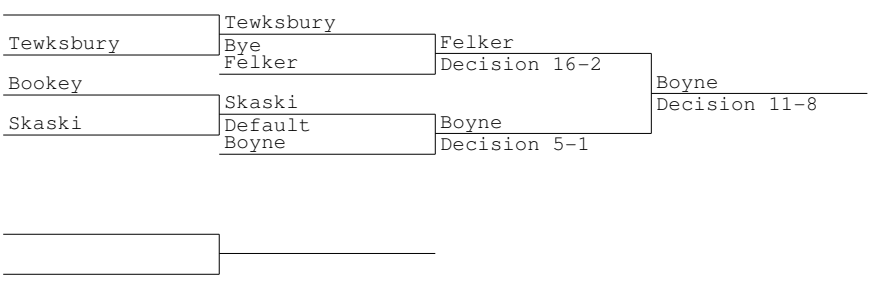 Tewksbury
Tewksbury
Bye
Felker
Felker
Decision 16-2
Bookey
Boyne
Decision 11-8
Skaski
Skaski
Default
Boyne
Boyne
Decision 5-1